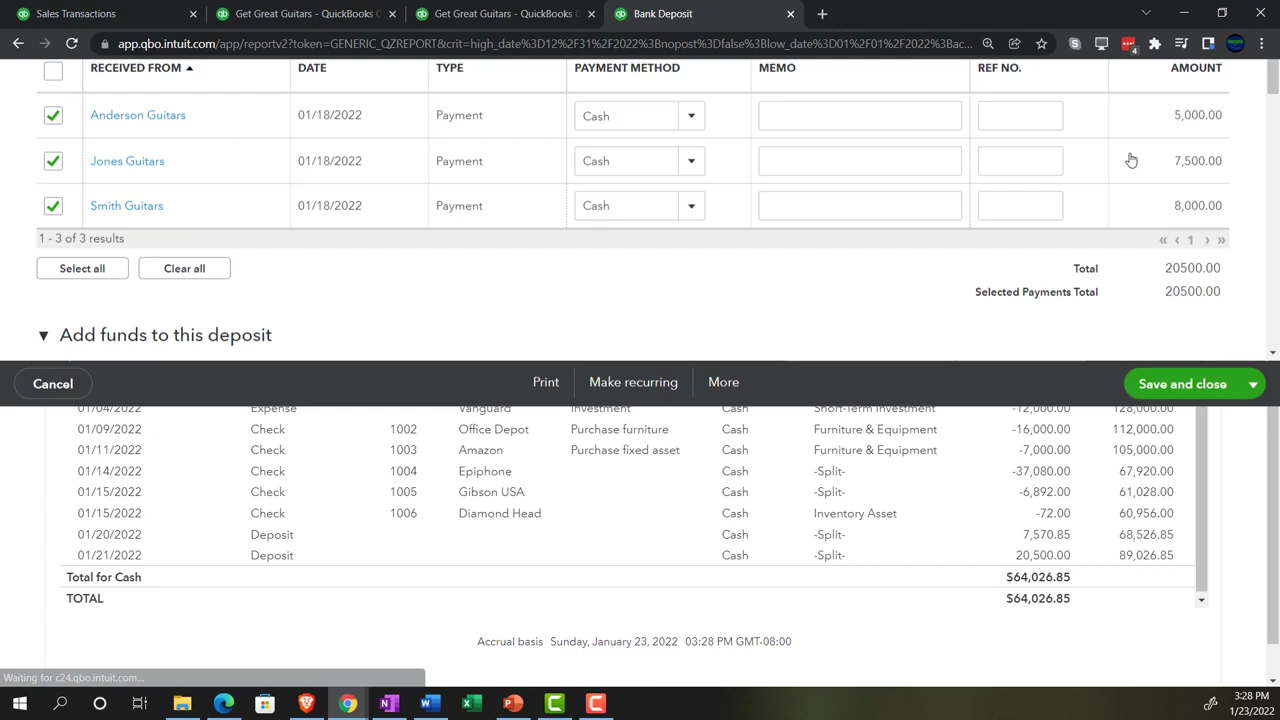 Sales Transactions
Get Great Guitars - QuickBooks C
Get Great Guitars - QuickBooks C
Bank Deposit
app.qbo.intuit.com/app/reportv2?token=GENERIC_QZREPORT&crit=high_date%3D12%2F31%2F2022%3Bnopost%3Dfalse%3Blow_date%3D01%2F01%2F2022%3Bac...
4
RECEIVED FROM DATE TYPE PAYMENT METHOD MEMO REF NO. AMOUNT
Anderson Guitars 01/18/2022 Payment Cash 5,000.00
Jones Guitars 01/18/2022 Payment Cash 7,500.00
Smith Guitars 01/18/2022 Payment Cash 8,000.00
1 - 3 of 3 results « ‹ 1 › »
Select all Clear all Total 20500.00
Selected Payments Total 20500.00
Add funds to this deposit
Cancel Print Make recurring More Save and close
01/04/2022 Expense Vanguard Investment Cash Short-Term Investment -12,000.00 128,000.00
01/09/2022 Check 1002 Office Depot Purchase furniture Cash Furniture & Equipment -16,000.00 112,000.00
01/11/2022 Check 1003 Amazon Purchase fixed asset Cash Furniture & Equipment -7,000.00 105,000.00
01/14/2022 Check 1004 Epiphone Cash -Split- -37,080.00 67,920.00
01/15/2022 Check 1005 Gibson USA Cash -Split- -6,892.00 61,028.00
01/15/2022 Check 1006 Diamond Head Cash Inventory Asset -72.00 60,956.00
01/20/2022 Deposit Cash -Split- 7,570.85 68,526.85
01/21/2022 Deposit Cash -Split- 20,500.00 89,026.85
Total for Cash $64,026.85
TOTAL $64,026.85
Accrual basis Sunday, January 23, 2022 03:28 PM GMT-08:00
Waiting for c24.qbo.intuit.com...
3:28 PM
1/23/2022